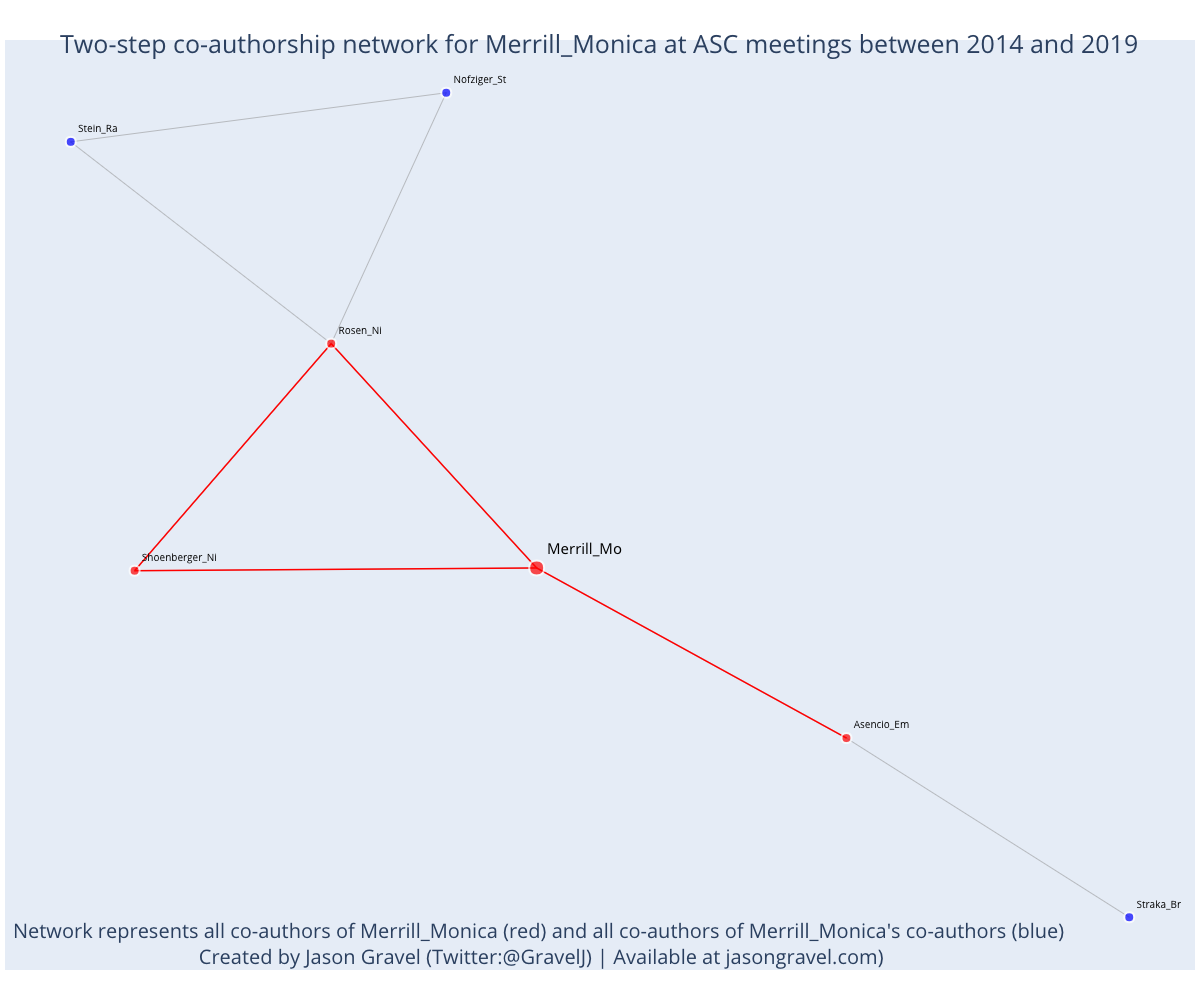 Two-step co-authorship network for Merrill_Monica at ASC meetings between 2014 and 2019
Nofziger_St
Stein_Ra
Rosen_Ni
Shoenberger_Ni
Merrill_Mo
Asencio_Em
Straka_Br
Network represents all co-authors of Merrill_Monica (red) and all co-authors of Merrill_Monica's co-authors (blue)
Created by Jason Gravel (Twitter:@GravelJ) | Available at jasongravel.com)